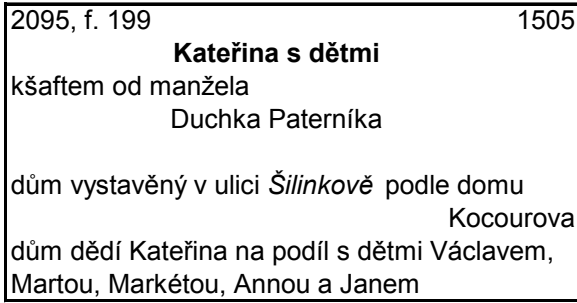 2095, f. 199 1505
Kateřina s dětmi
kšaftem od manžela
Duchka Paterníka
dům vystavěný v ulici Šilinkově podle domu
Kocourova
dům dědí Kateřina na podíl s dětmi Václavem,
Martou, Markétou, Annou a Janem